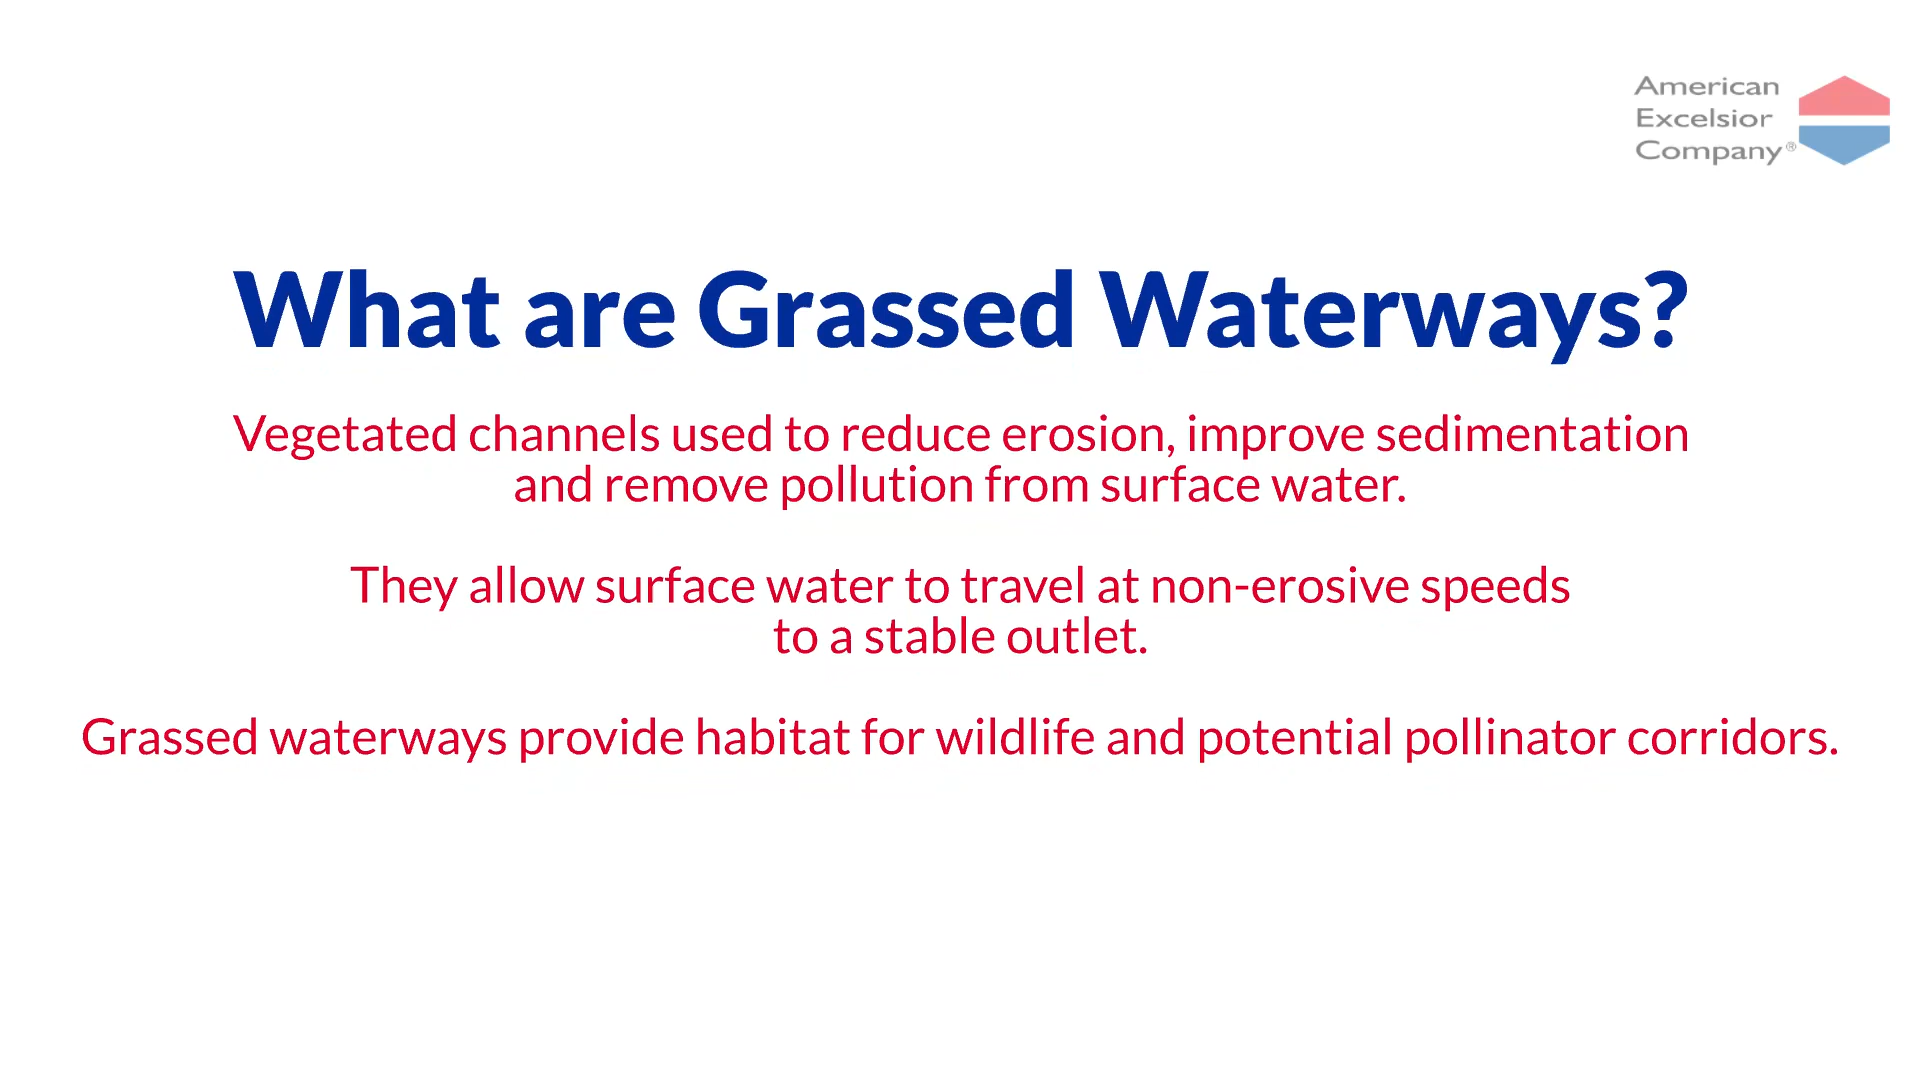 American
Excelsior
Company®
What are Grassed Waterways?
Vegetated channels used to reduce erosion, improve sedimentation
and remove pollution from surface water.
They allow surface water to travel at non-erosive speeds
to a stable outlet.
Grassed waterways provide habitat for wildlife and potential pollinator corridors.